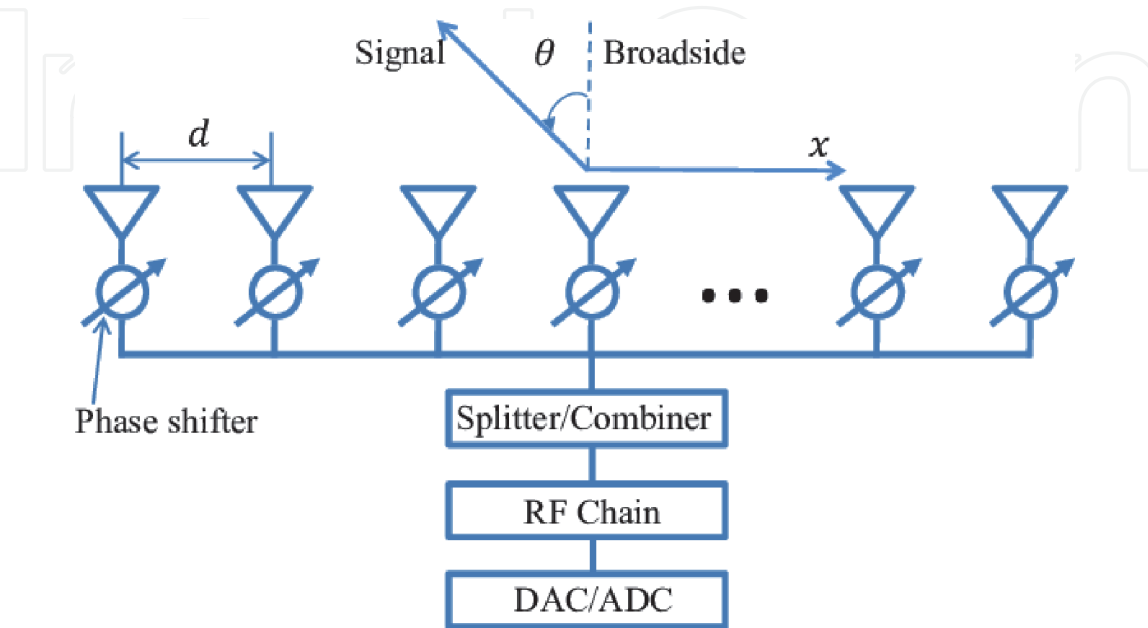 Signal
θ
Broadside
d
x
Phase shifter
Splitter/Combiner
RF Chain
DAC/ADC